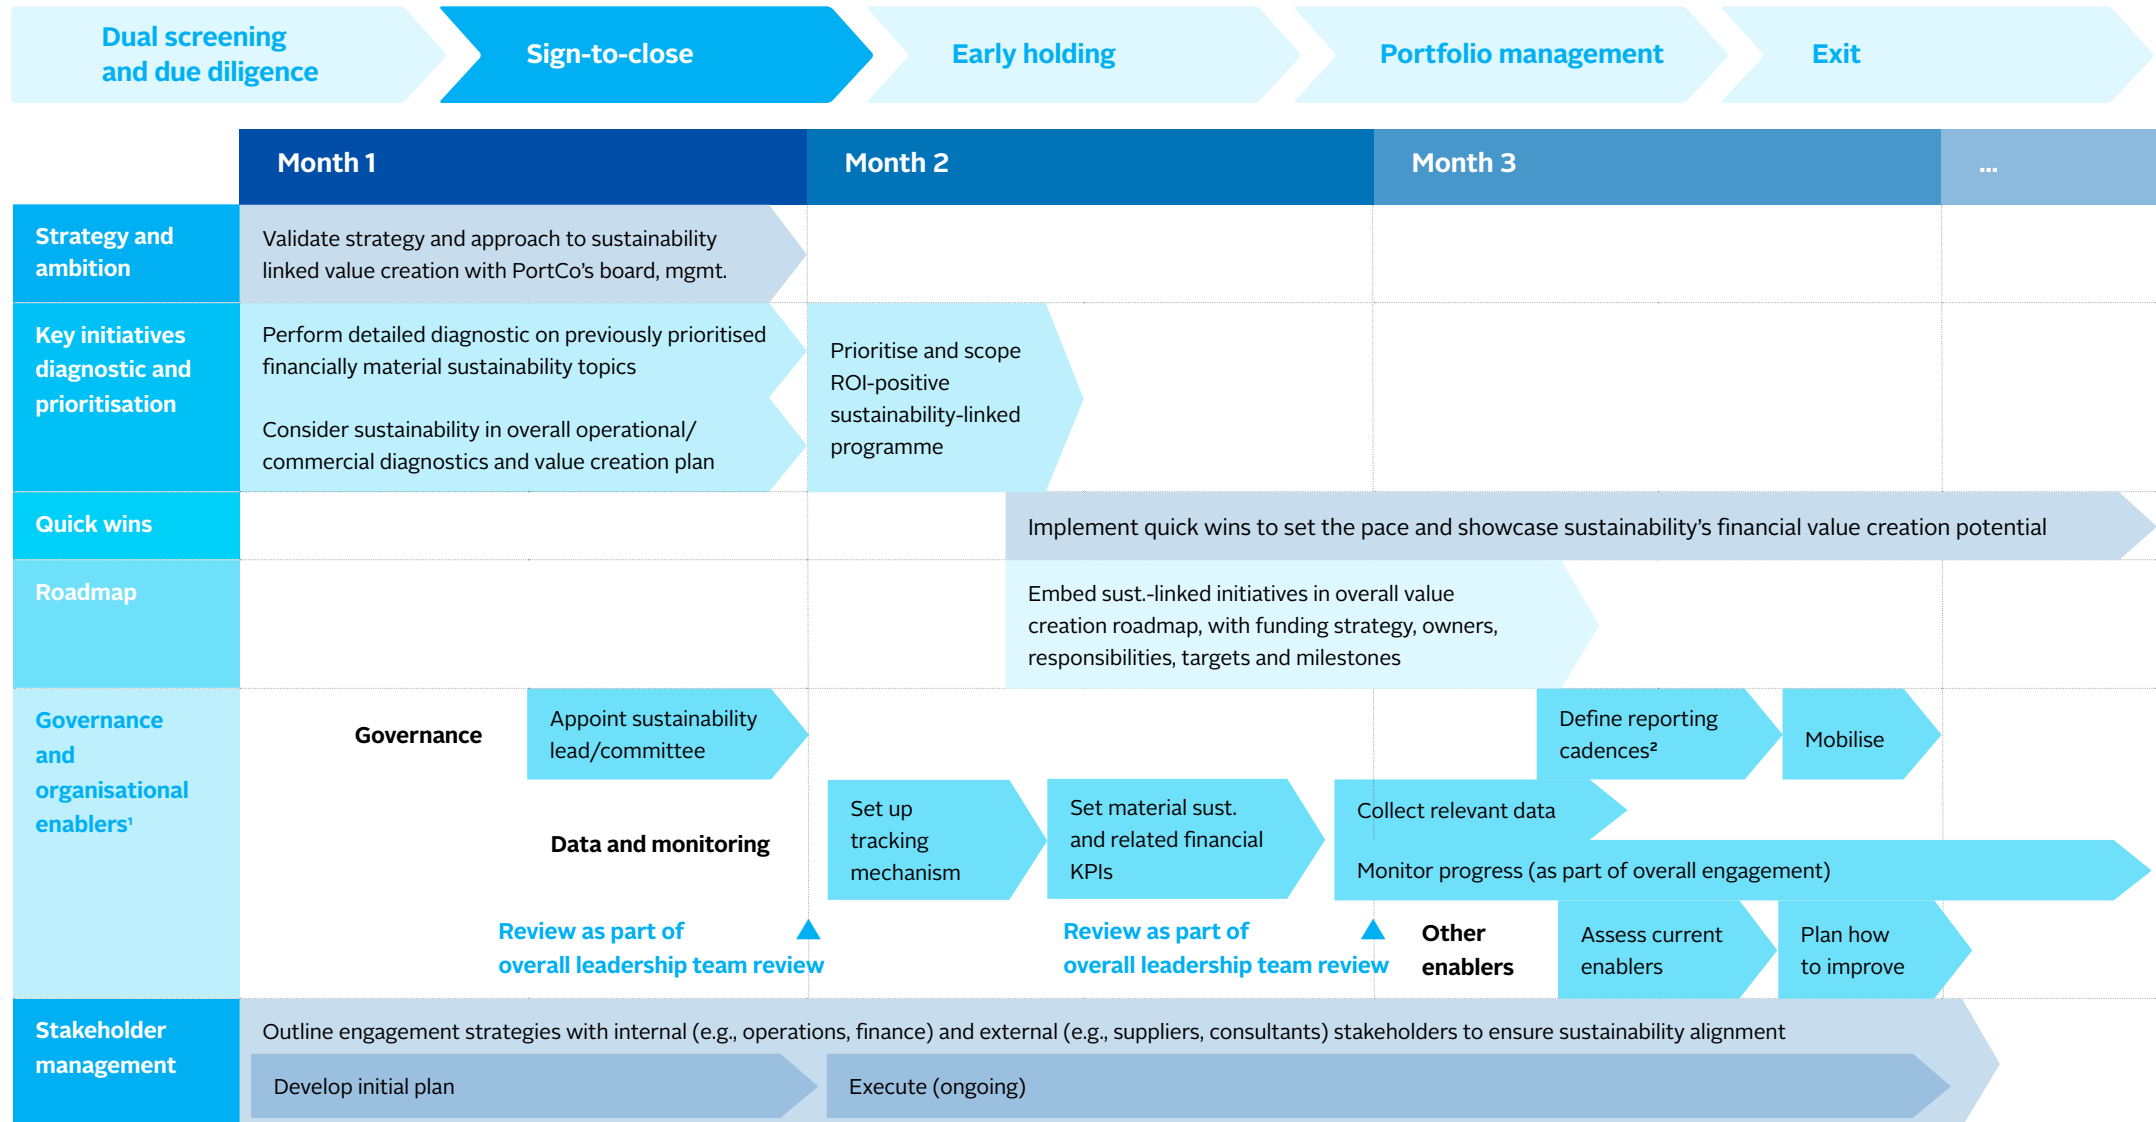 Dual screening
and due diligence
Sign-to-close
Early holding
Portfolio management
Exit
Month 1
Month 2
Month 3
...
Strategy and
ambition
Validate strategy and approach to sustainability
linked value creation with PortCo’s board, mgmt.
Key initiatives
diagnostic and
prioritisation
Perform detailed diagnostic on previously prioritised
financially material sustainability topics
Consider sustainability in overall operational/
commercial diagnostics and value creation plan
Prioritise and scope
ROI-positive
sustainability-linked
programme
Quick wins
Implement quick wins to set the pace and showcase sustainability’s financial value creation potential
Roadmap
Embed sust.-linked initiatives in overall value
creation roadmap, with funding strategy, owners,
responsibilities, targets and milestones
Governance
and
organisational
enablers¹
Governance
Appoint sustainability
lead/committee
Define reporting
cadences²
Mobilise
Data and monitoring
Set up
tracking
mechanism
Set material sust.
and related financial
KPIs
Collect relevant data
Monitor progress (as part of overall engagement)
Review as part of
overall leadership team review
Review as part of
overall leadership team review
Other
enablers
Assess current
enablers
Plan how
to improve
Stakeholder
management
Outline engagement strategies with internal (e.g., operations, finance) and external (e.g., suppliers, consultants) stakeholders to ensure sustainability alignment
Develop initial plan
Execute (ongoing)